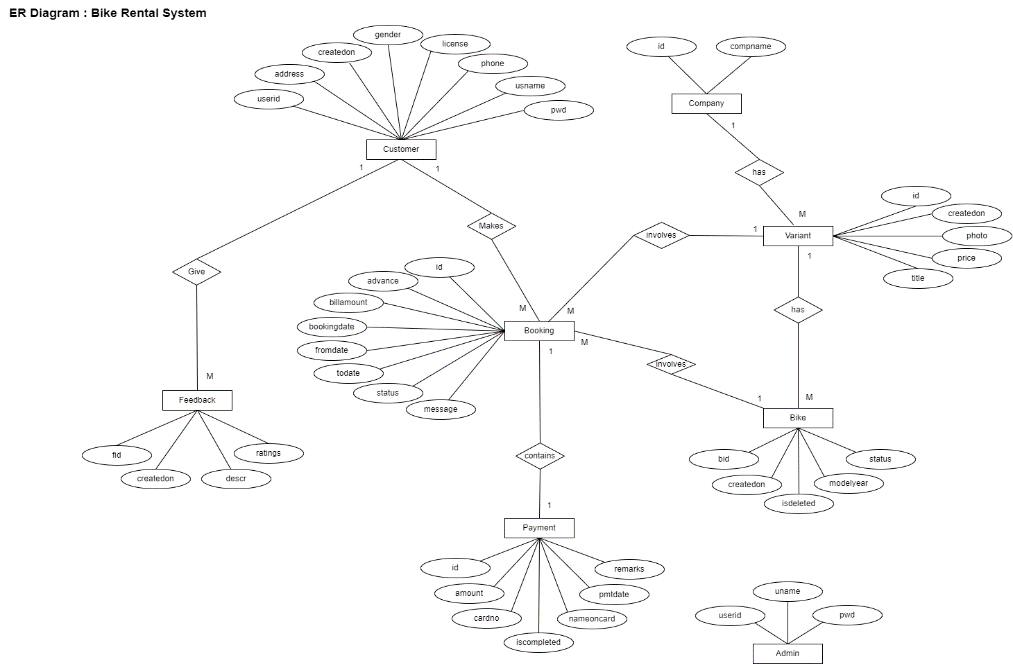 ER Diagram : Bike Rental System
gender
createdon
license
address
phone
userid
usname
pwd
Customer
1
1
id
compname
Company
1
has
M
Variant
1
1
id
createdon
photo
price
title
Give
Makes
involves
M
M
M
Booking
1
id
advance
billamount
bookingdate
fromdate
todate
status
message
has
M
involves
1
Bike
bid
createdon
isdeleted
modelyear
status
M
Feedback
fid
createdon
descr
ratings
contains
1
Payment
id
amount
cardno
iscompleted
nameoncard
pmtdate
remarks
uname
userid
pwd
Admin